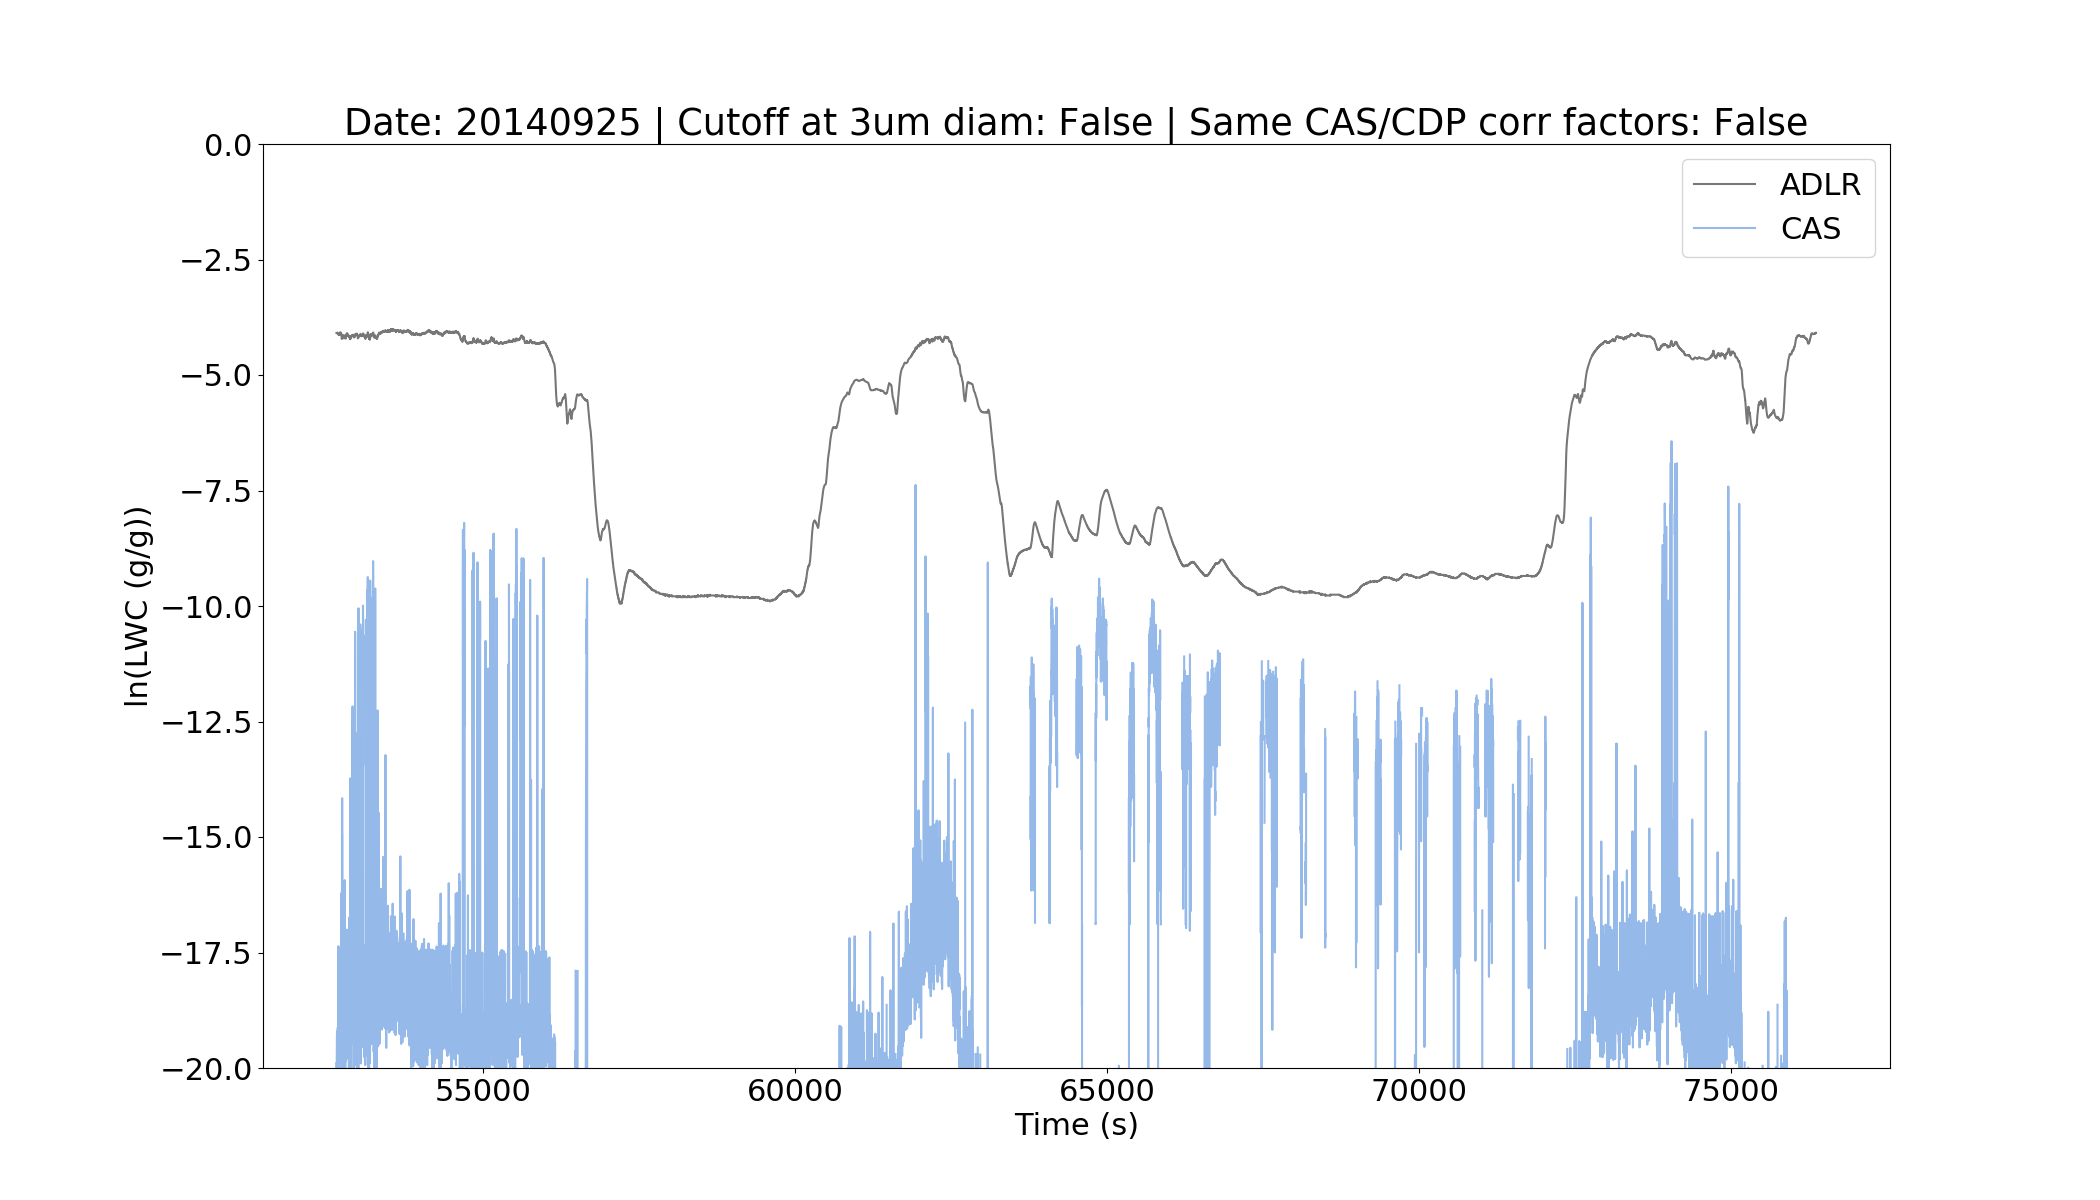 Date: 20140925 | Cutoff at 3um diam: False | Same CAS/CDP corr factors: False
ADLR
CAS
ln(LWC (g/g))
0.0
−2.5
−5.0
−7.5
−10.0
−12.5
−15.0
−17.5
−20.0
55000 60000 65000 70000 75000
Time (s)